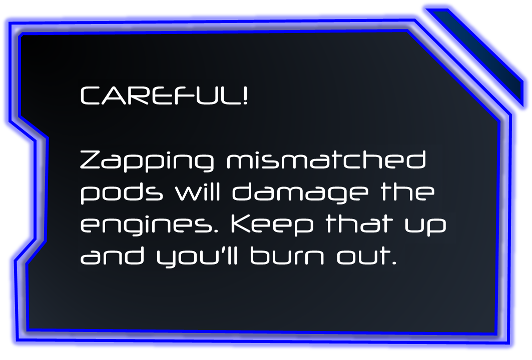 CAREFUL!
Zapping mismatched
pods will damage the
engines. Keep that up
and you'll burn out.